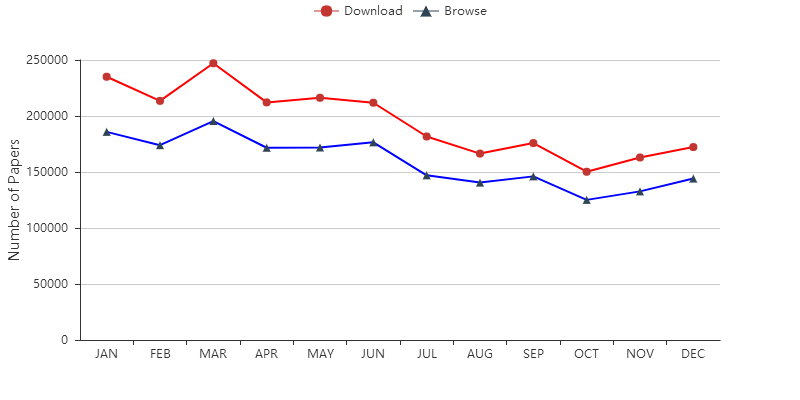 Download Browse
Number of Papers
250000
200000
150000
100000
50000
0
JAN FEB MAR APR MAY JUN JUL AUG SEP OCT NOV DEC